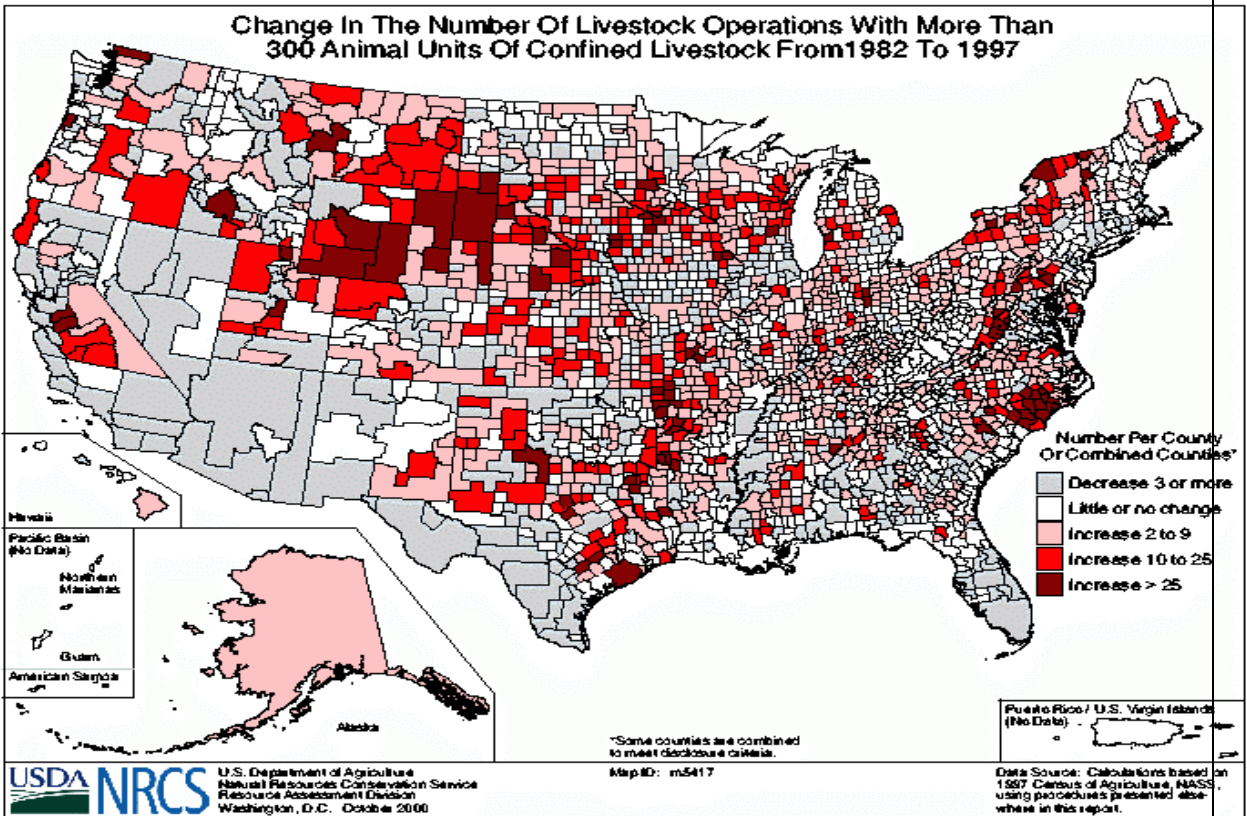 Change In The Number Of Livestock Operations With More Than
300 Animal Units Of Confined Livestock From1982 To 1997
Number Per County
Or Combined Counties*
Decrease 3 or more
Little or no change
Increase 2 to 9
Increase 10 to 25
Increase > 25
Hawaii
Pacific Basin
(No Data)
Northern
Marianas
Guam
American Samoa
Alaska
*Some counties are combined
to meet disclosure criteria.
Puerto Rico / U.S. Virgin Islands
(No Data)
USDA NRCS
U.S. Department of Agriculture
Natural Resources Conservation Service
Resource Assessment Division
Washington, D.C. October 2000
Map ID: m5417
Data Source: Calculations based on
1997 Census of Agriculture, NASS,
using procedures presented else-
where in this report.